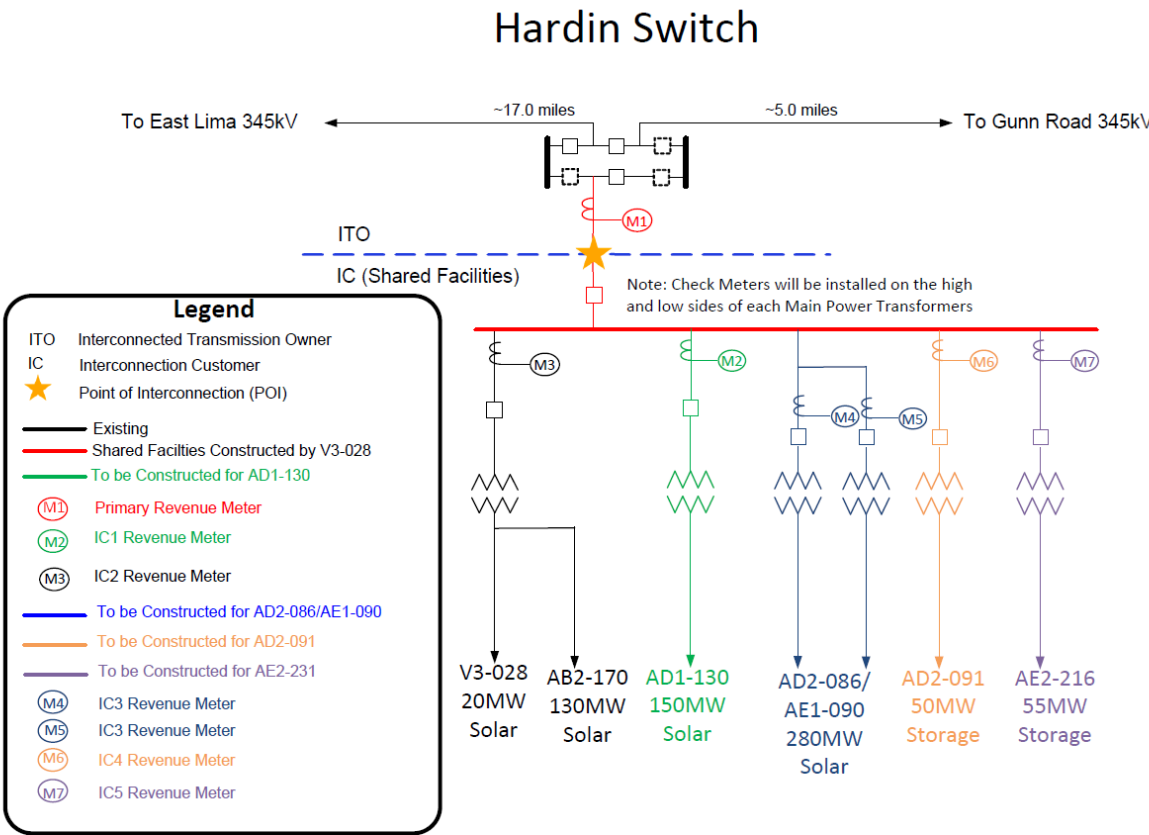 Hardin Switch
~17.0 miles
~5.0 miles
To East Lima 345kV
To Gunn Road 345kV
M1
ITO
IC (Shared Facilities)
Note: Check Meters will be installed on the high
and low sides of each Main Power Transformers
M3
M2
M4
M5
M6
M7
Legend
ITO Interconnected Transmission Owner
IC Interconnection Customer
Point of Interconnection (POI)
Existing
Shared Facilties Constructed by V3-028
To be Constructed for AD1-130
M1 Primary Revenue Meter
M2 IC1 Revenue Meter
M3 IC2 Revenue Meter
To be Constructed for AD2-086/AE1-090
To be Constructed for AD2-091
To be Constructed for AE2-231
M4 IC3 Revenue Meter
M5 IC3 Revenue Meter
M6 IC4 Revenue Meter
M7 IC5 Revenue Meter
V3-028
20MW
Solar
AB2-170
130MW
Solar
AD1-130
150MW
Solar
AD2-086/
AE1-090
280MW
Solar
AD2-091
50MW
Storage
AE2-216
55MW
Storage